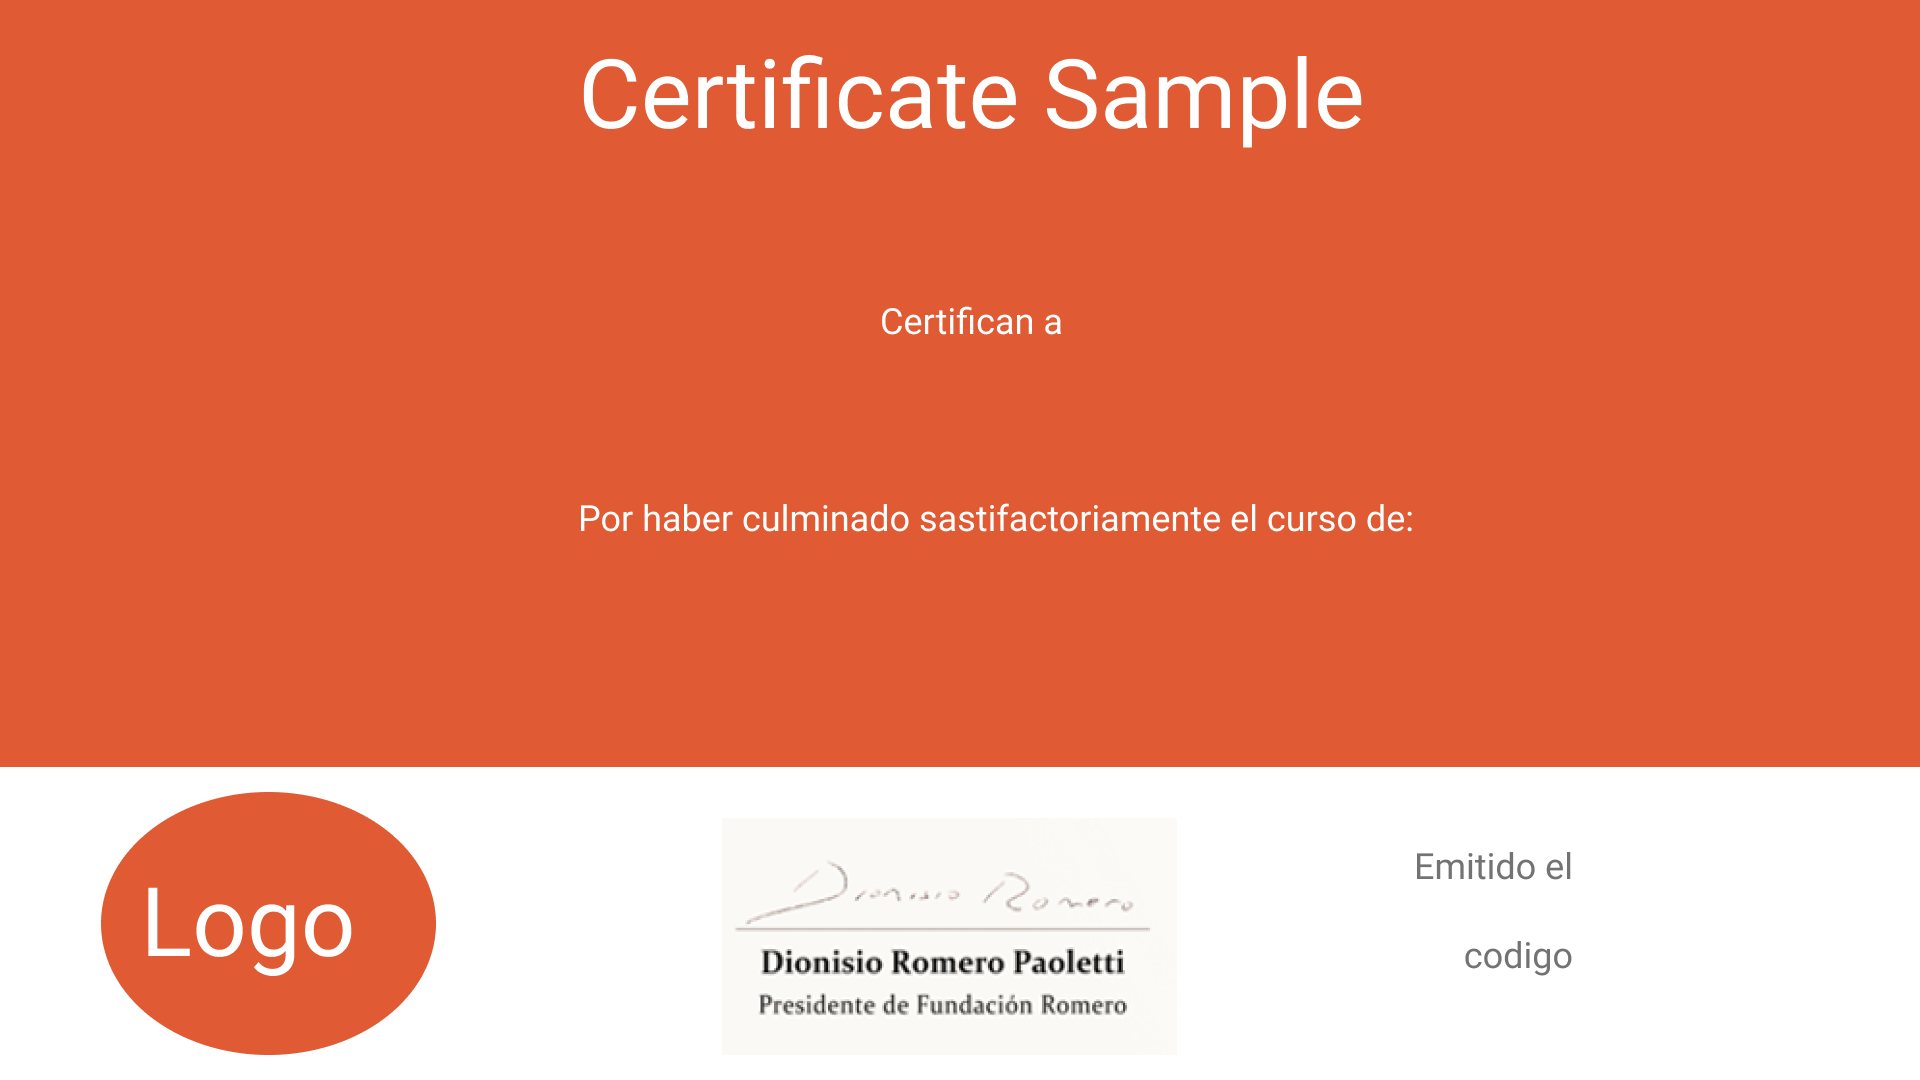 Certificate Sample
Certifican a
Por haber culminado sastifactoriamente el curso de:
Logo
Dionisio Romero
Dionisio Romero Paoletti
Presidente de Fundación Romero
Emitido el
codigo